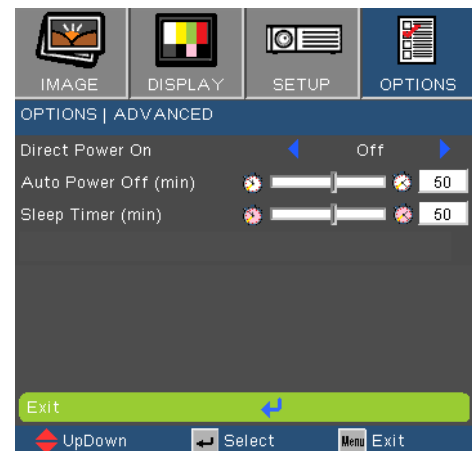 IMAGE DISPLAY SETUP OPTIONS
OPTIONS | ADVANCED
Direct Power On Off
Auto Power Off (min) 50
Sleep Timer (min) 50
Exit
UpDown Select Menu Exit